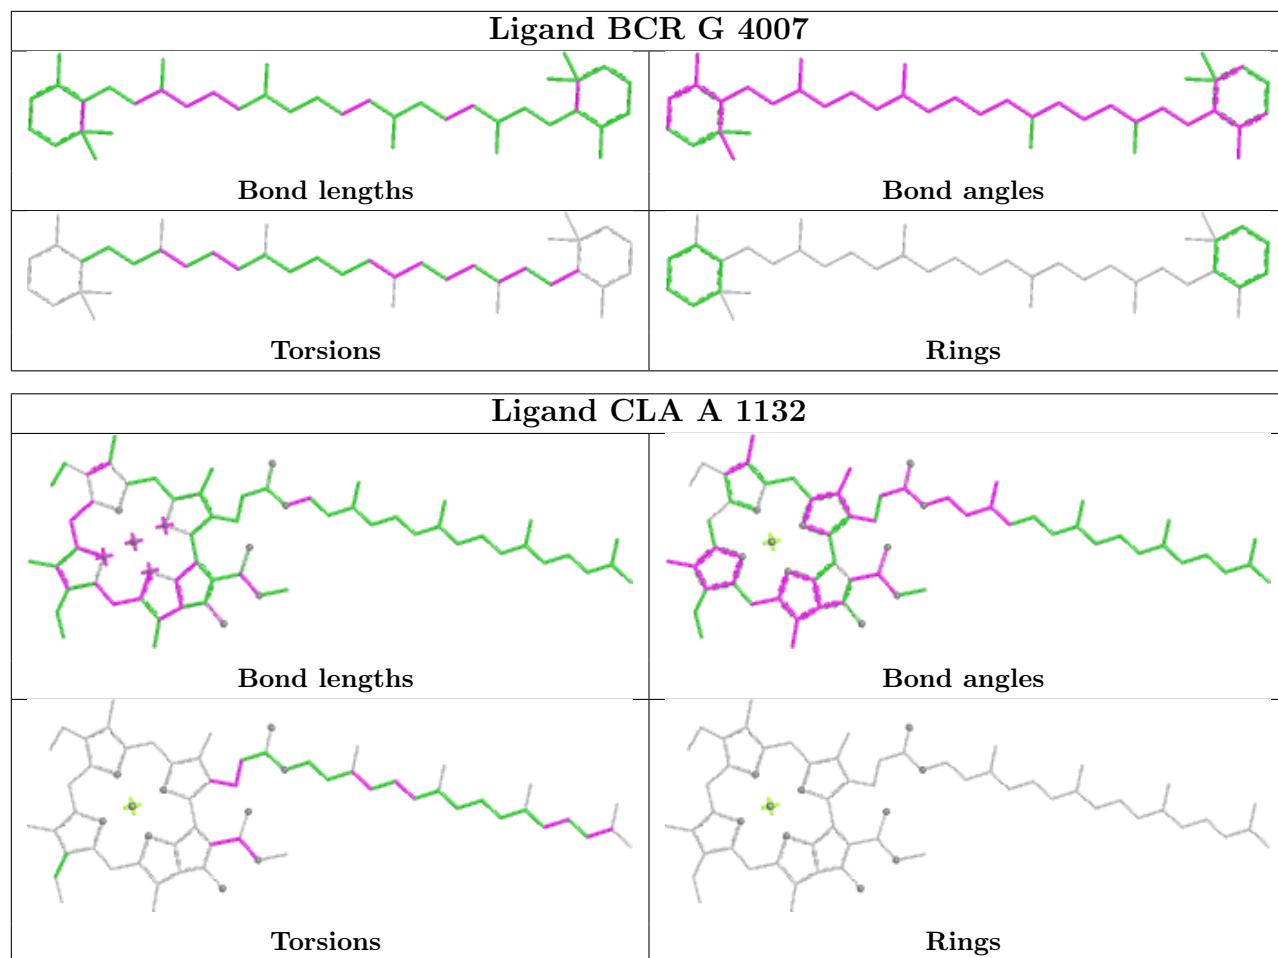 Ligand BCR G 4007
Bond lengths
Bond angles
Torsions
Rings
Ligand CLA A 1132
Bond lengths
Bond angles
Torsions
Rings